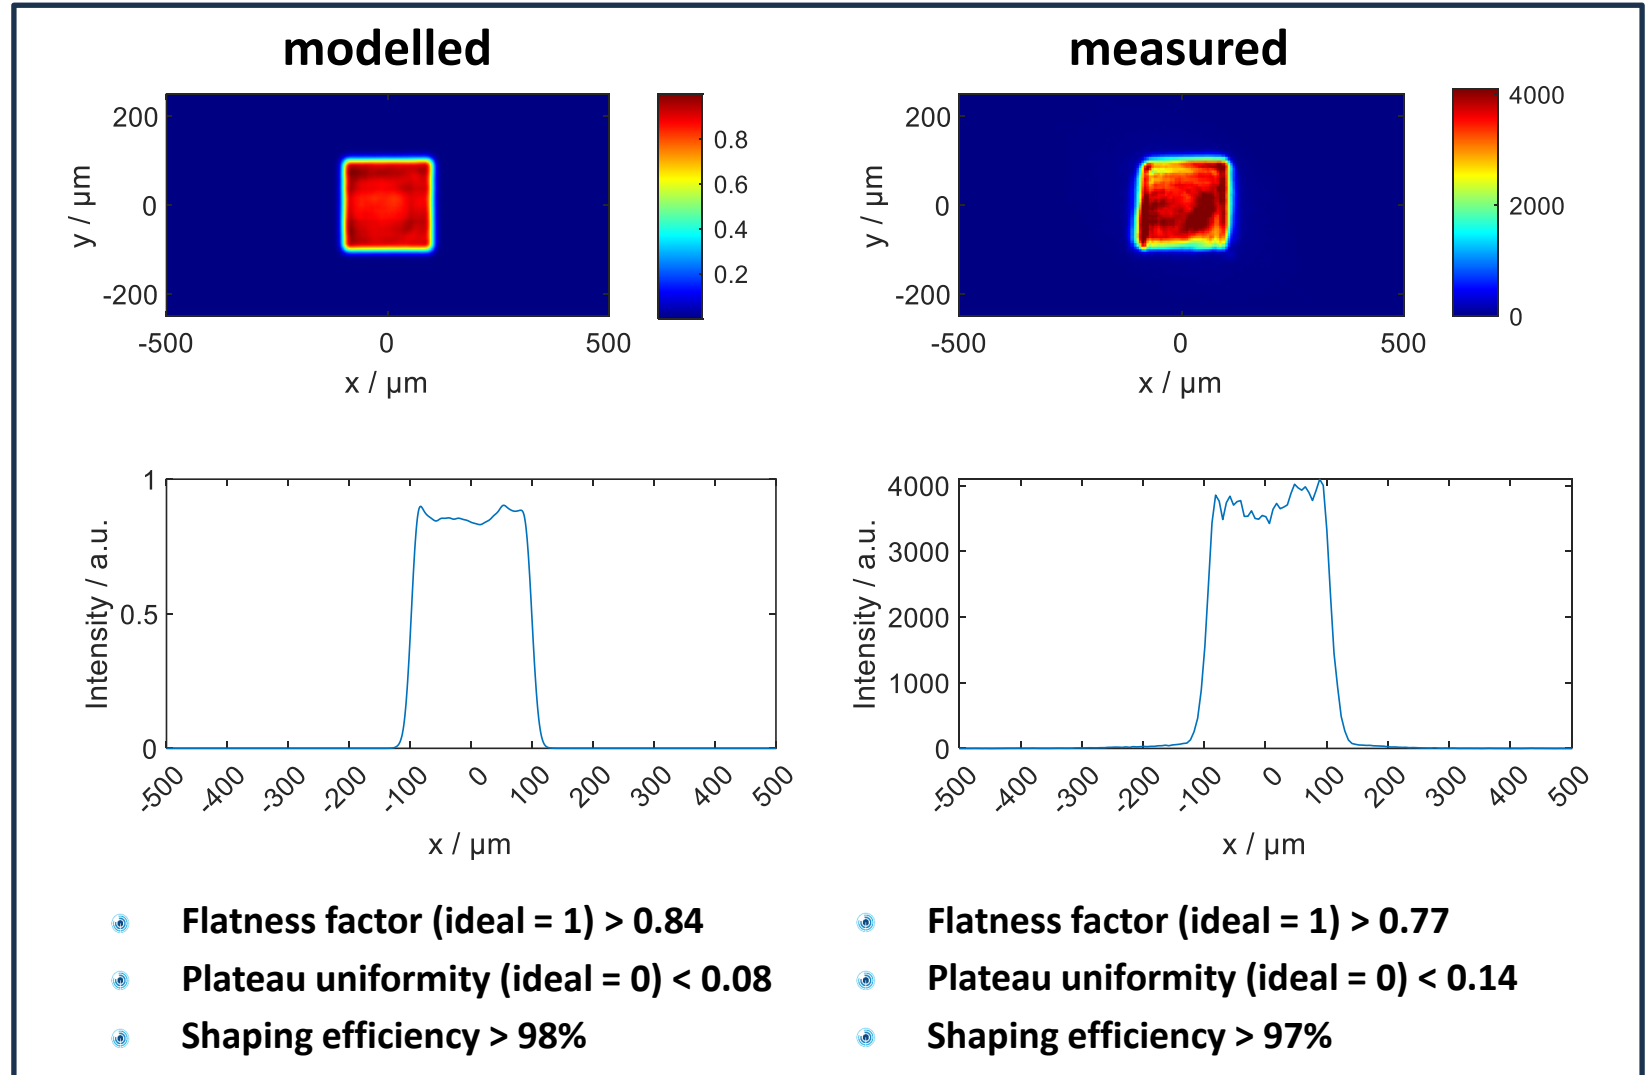 modelled
200
0
-200
y / µm
-500 0 500
x / µm
0.8
0.6
0.4
0.2
measured
200
0
-200
y / µm
-500 0 500
x / µm
4000
2000
0
1
0.5
0
Intensity / a.u.
-500 -400 -300 -200 -100 0 100 200 300 400 500
x / µm
4000
3000
2000
1000
0
Intensity / a.u.
-500 -400 -300 -200 -100 0 100 200 300 400 500
x / µm
Flatness factor (ideal = 1) > 0.84
Plateau uniformity (ideal = 0) < 0.08
Shaping efficiency > 98%
Flatness factor (ideal = 1) > 0.77
Plateau uniformity (ideal = 0) < 0.14
Shaping efficiency > 97%